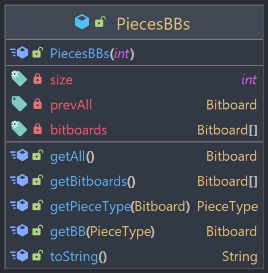 PiecesBBs
PiecesBBs(int)
size int
prevAll Bitboard
bitboards Bitboard[]
getAll() Bitboard
getBitboards() Bitboard[]
getPieceType(Bitboard) PieceType
getBB(PieceType) Bitboard
toString() String